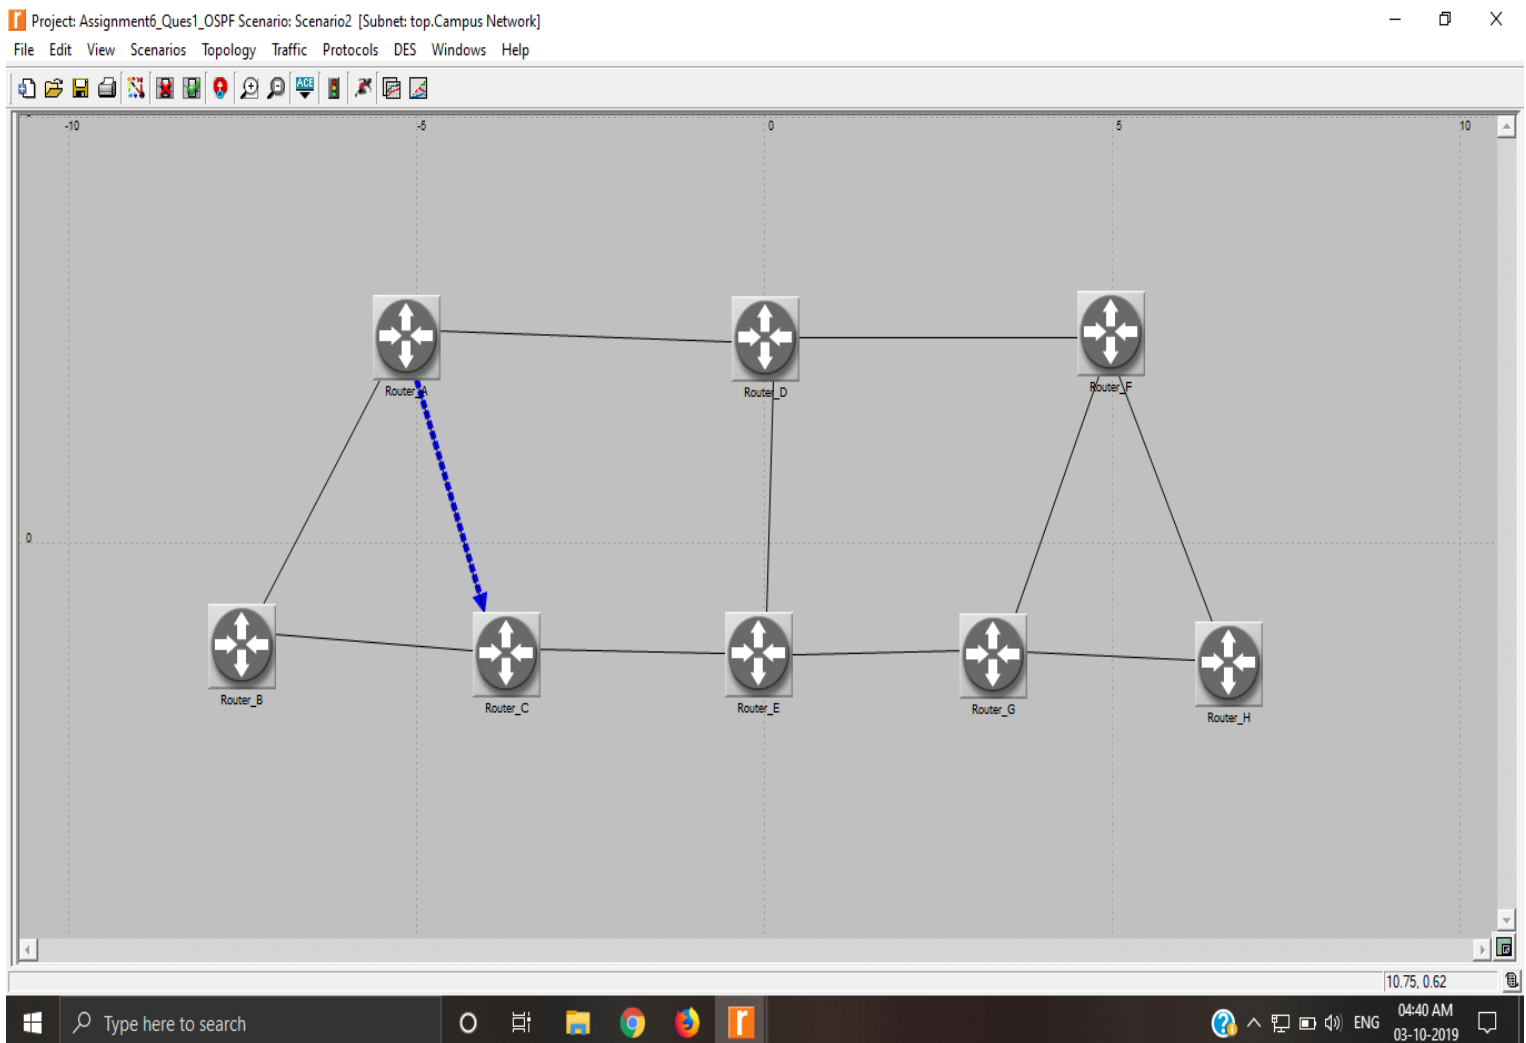 Project: Assignment6_Ques1_OSPF Scenario: Scenario2 [Subnet: top.Campus Network]
File Edit View Scenarios Topology Traffic Protocols DES Windows Help
ACE
-10 -5 0 5 10
Router_A Router_D Router_F
0
Router_B Router_C Router_E Router_G Router_H
10.75, 0.62
Type here to search
ENG
04:40 AM
03-10-2019